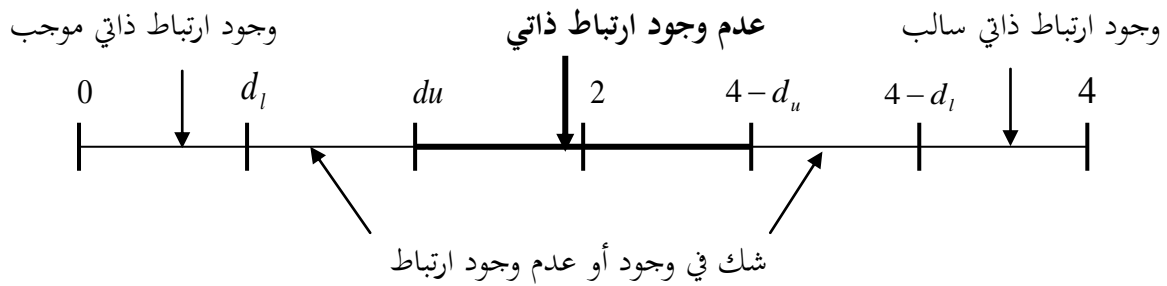 وجود ارتباط ذاتي موجب
عدم وجود ارتباط ذاتي
وجود ارتباط ذاتي سالب
0 d_l du 2 4-d_u 4-d_l 4
شك في وجود أو عدم وجود ارتباط